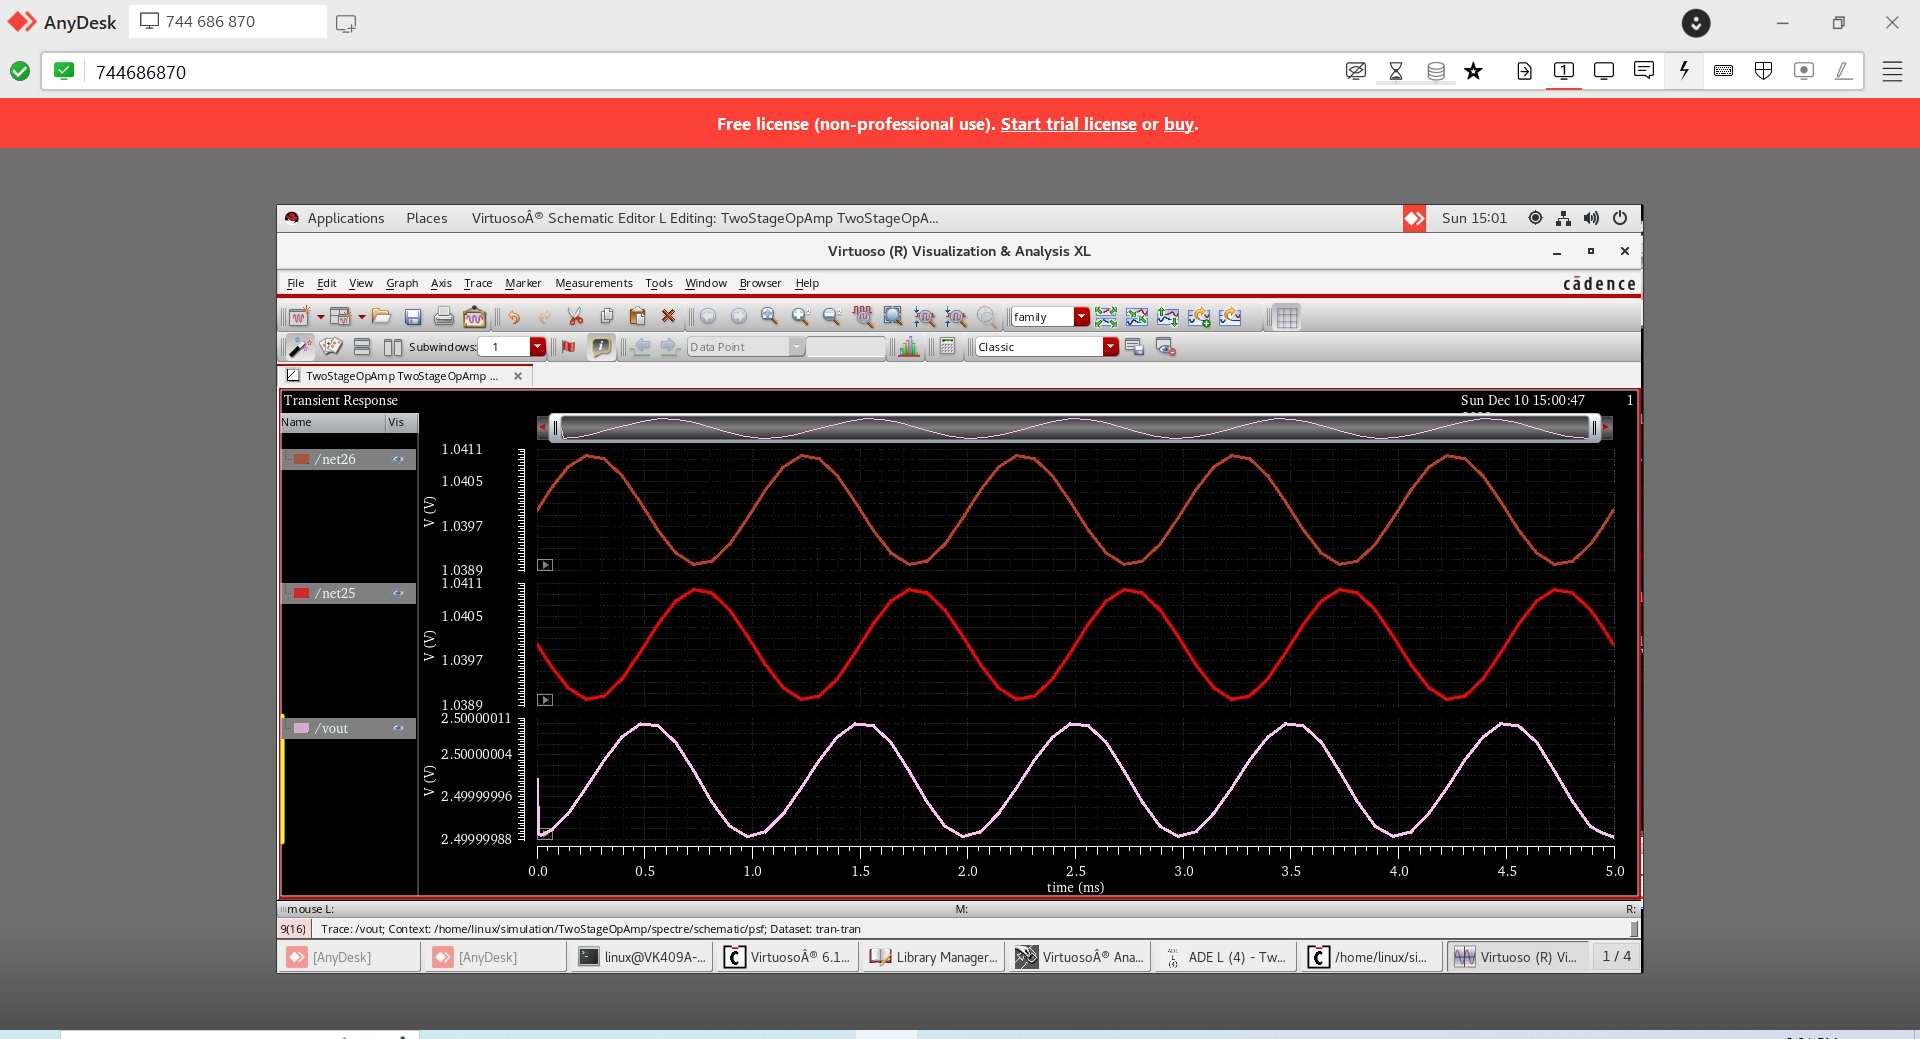 AnyDesk
744 686 870
744686870
1
Free license (non-professional use). Start trial license or buy.
Applications Places VirtuosoÂ® Schematic Editor L Editing: TwoStageOpAmp TwoStageOpA... Sun 15:01
Virtuoso (R) Visualization & Analysis XL
File Edit View Graph Axis Trace Marker Measurements Tools Window Browser Help cādence
family
Subwindows: 1 Data Point Classic
TwoStageOpAmp TwoStageOpAmp ...
Transient Response Sun Dec 10 15:00:47 1
Name Vis
/net26
V (V)
1.0411
1.0405
1.0397
1.0389
/net25
V (V)
1.0411
1.0405
1.0397
1.0389
/vout
V (V)
2.50000011
2.50000004
2.49999996
2.49999988
0.0 0.5 1.0 1.5 2.0 2.5 3.0 3.5 4.0 4.5 5.0
time (ms)
mouse L: M: R:
9(16) Trace: /vout; Context: /home/linux/simulation/TwoStageOpAmp/spectre/schematic/psf; Dataset: tran-tran
[AnyDesk] [AnyDesk] linux@VK409A-... VirtuosoÂ® 6.1... Library Manager... VirtuosoÂ® Ana... ADE L (4) - Tw... /home/linux/si... Virtuoso (R) Vi... 1 / 4